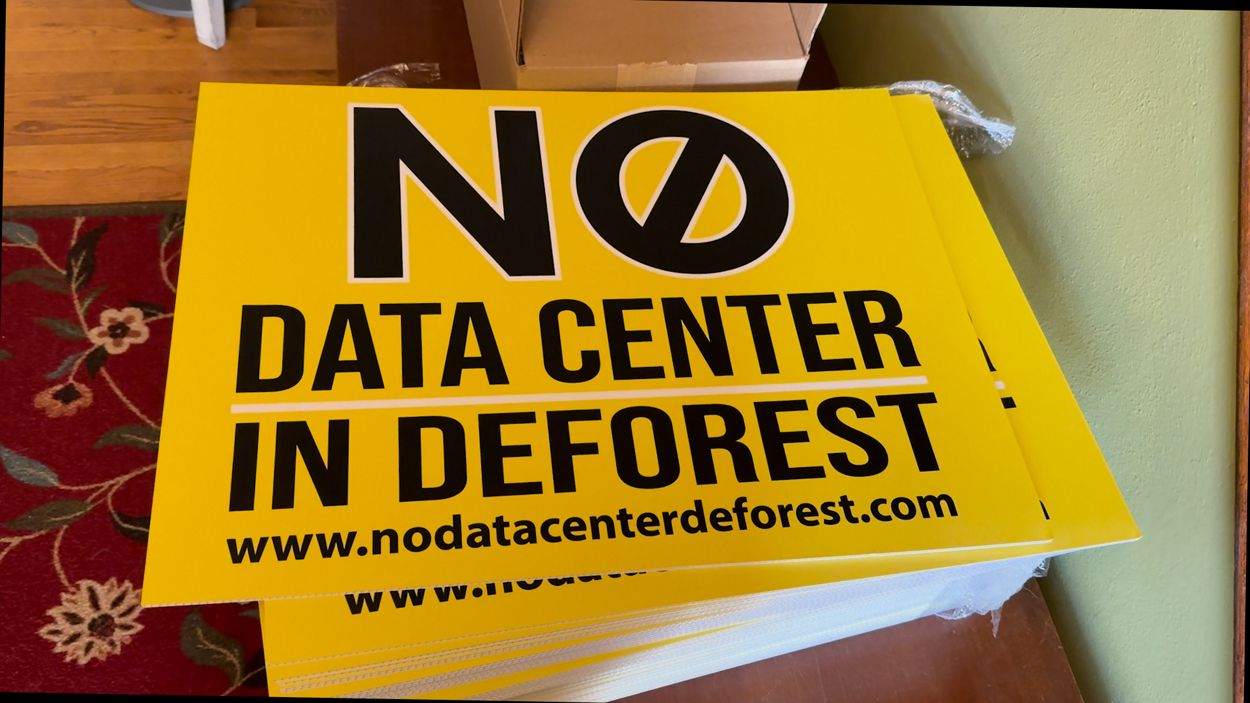 NO
DATA CENTER
IN DEFOREST
www.nodatacenterdeforest.com